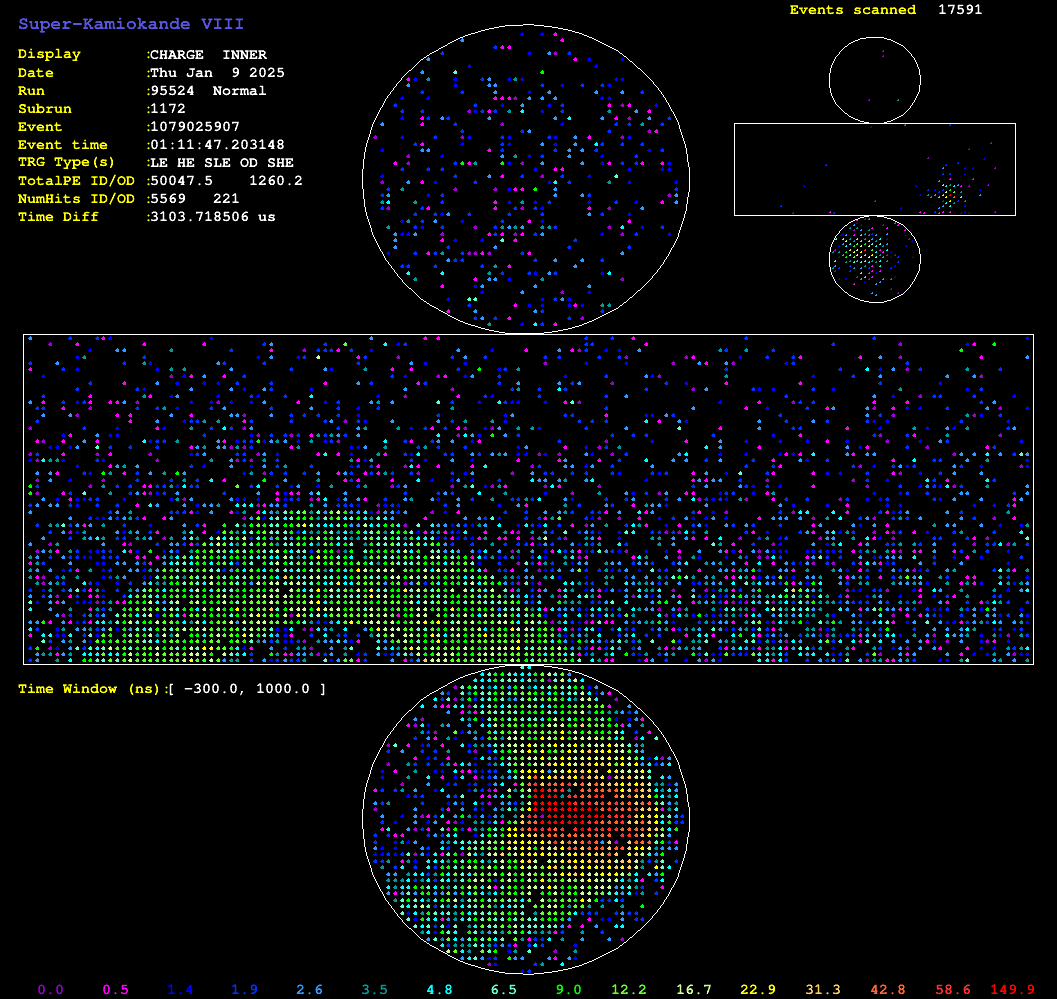 Super-Kamiokande VIII
Events scanned 17591
Display :CHARGE INNER
Date :Thu Jan 9 2025
Run :95524 Normal
Subrun :1172
Event :1079025907
Event time :01:11:47.203148
TRG Type(s) :LE HE SLE OD SHE
TotalPE ID/OD :50047.5 1260.2
NumHits ID/OD :5569 221
Time Diff :3103.718506 us
Time Window (ns):[ -300.0, 1000.0 ]
0.0 0.5 1.4 1.9 2.6 3.5 4.8 6.5 9.0 12.2 16.7 22.9 31.3 42.8 58.6 149.9